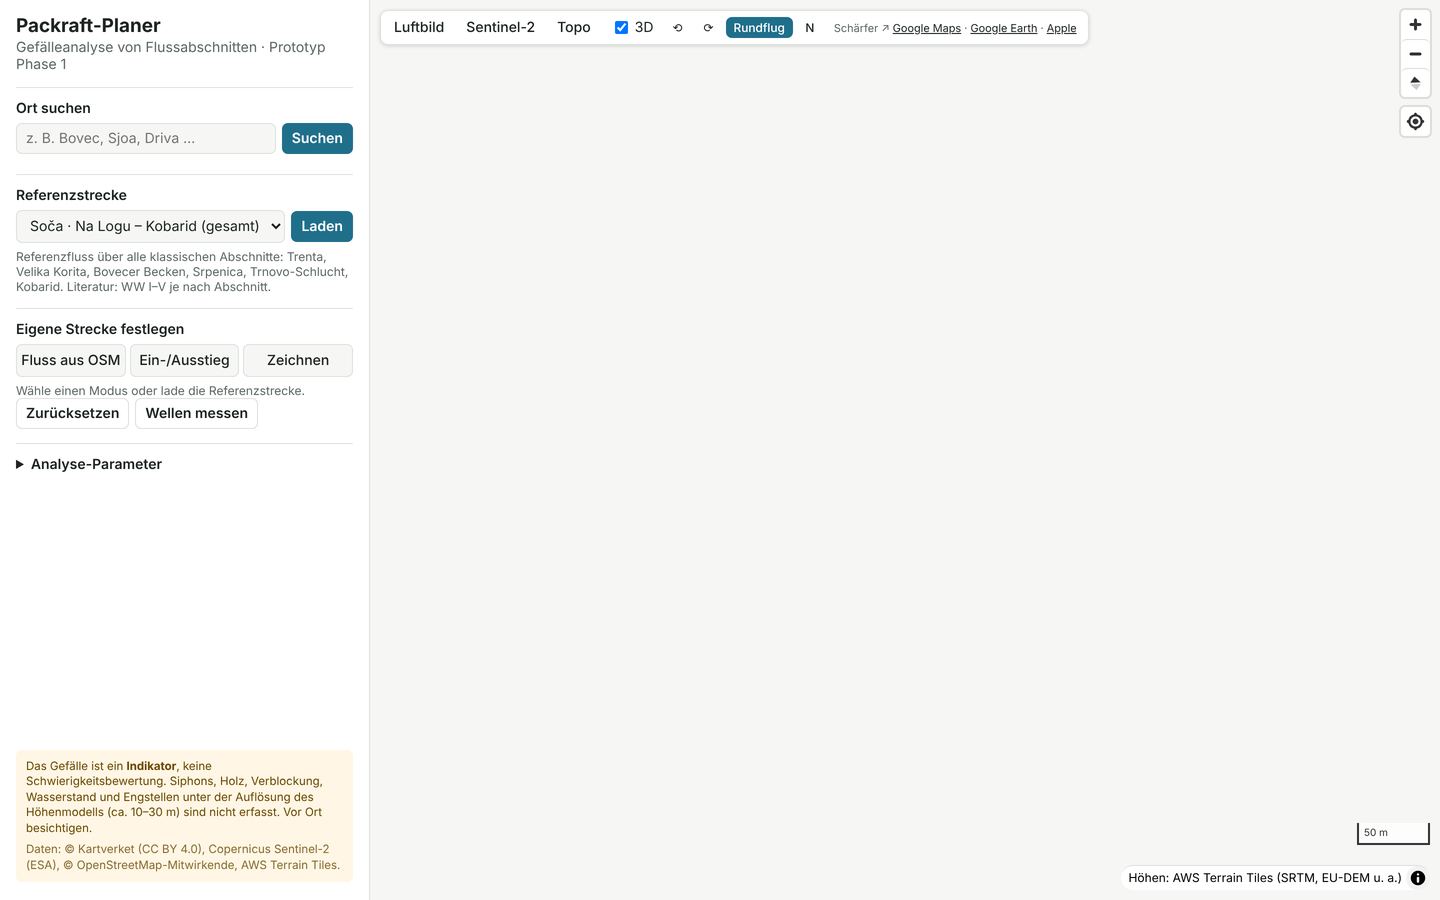 Packraft-Planer
Gefälleanalyse von Flussabschnitten · Prototyp
Phase 1
Ort suchen
z. B. Bovec, Sjoa, Driva ...
Suchen
Referenzstrecke
Soča · Na Logu – Kobarid (gesamt)
Laden
Referenzfluss über alle klassischen Abschnitte: Trenta,
Velika Korita, Bovecer Becken, Srpenica, Trnovo-Schlucht,
Kobarid. Literatur: WW I–V je nach Abschnitt.
Eigene Strecke festlegen
Fluss aus OSM
Ein-/Ausstieg
Zeichnen
Wähle einen Modus oder lade die Referenzstrecke.
Zurücksetzen
Wellen messen
Analyse-Parameter
Das Gefälle ist ein Indikator, keine
Schwierigkeitsbewertung. Siphons, Holz, Verblockung,
Wasserstand und Engstellen unter der Auflösung des
Höhenmodells (ca. 10–30 m) sind nicht erfasst. Vor Ort
besichtigen.
Daten: © Kartverket (CC BY 4.0), Copernicus Sentinel-2
(ESA), © OpenStreetMap-Mitwirkende, AWS Terrain Tiles.
Luftbild
Sentinel-2
Topo
3D
⟲
⟳
Rundflug
N
Schärfer ↗ Google Maps · Google Earth · Apple
50 m
Höhen: AWS Terrain Tiles (SRTM, EU-DEM u. a.)